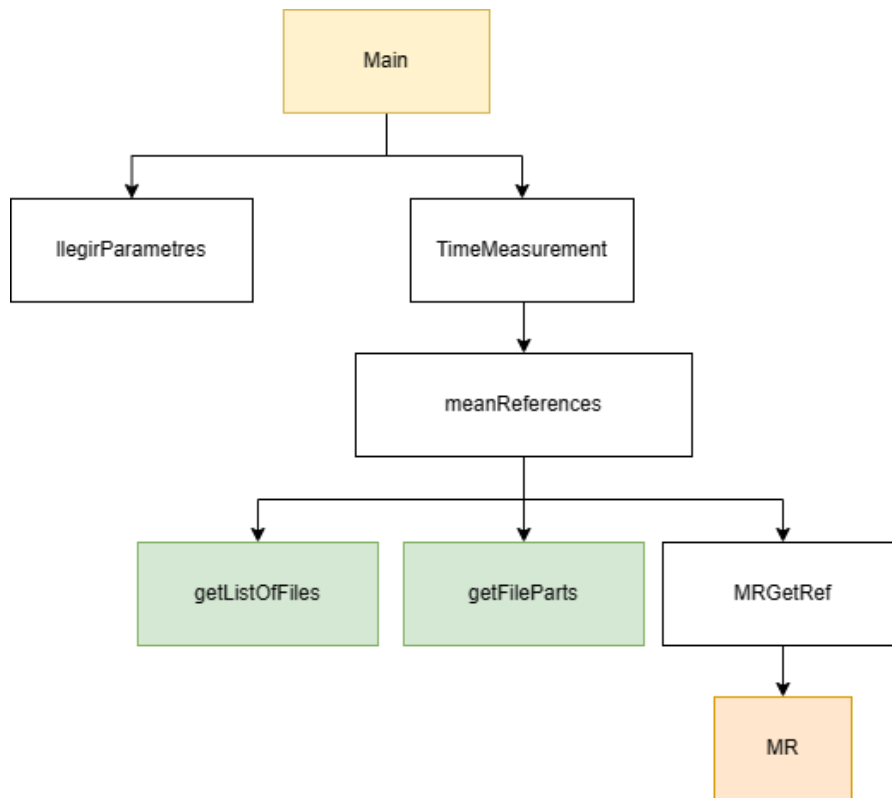 Main
llegirParametres
TimeMeasurement
meanReferences
getListOfFiles
getFileParts
MRGetRef
MR